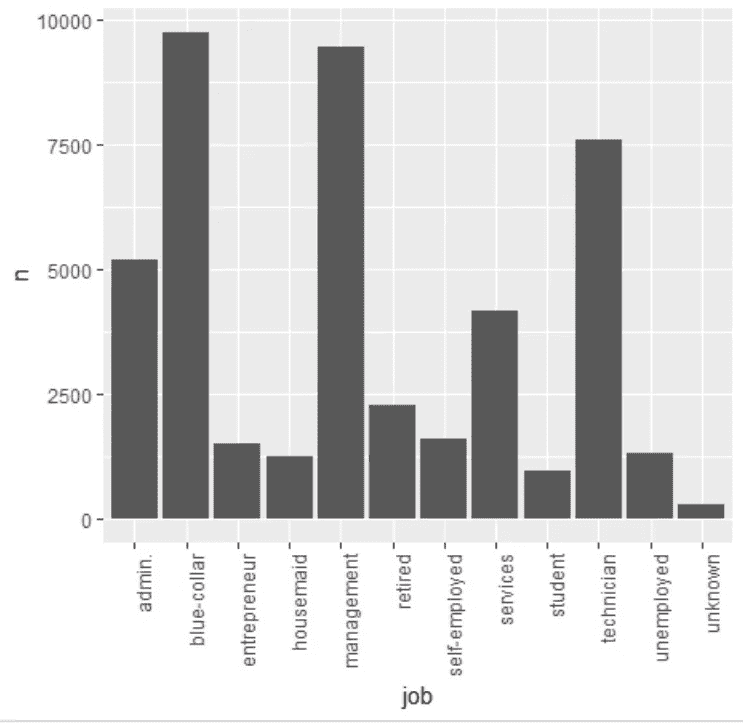 10000
7500
5000
2500
0
n
admin.
blue-collar
entrepreneur
housemaid
management
retired
self-employed
services
student
technician
unemployed
unknown
job